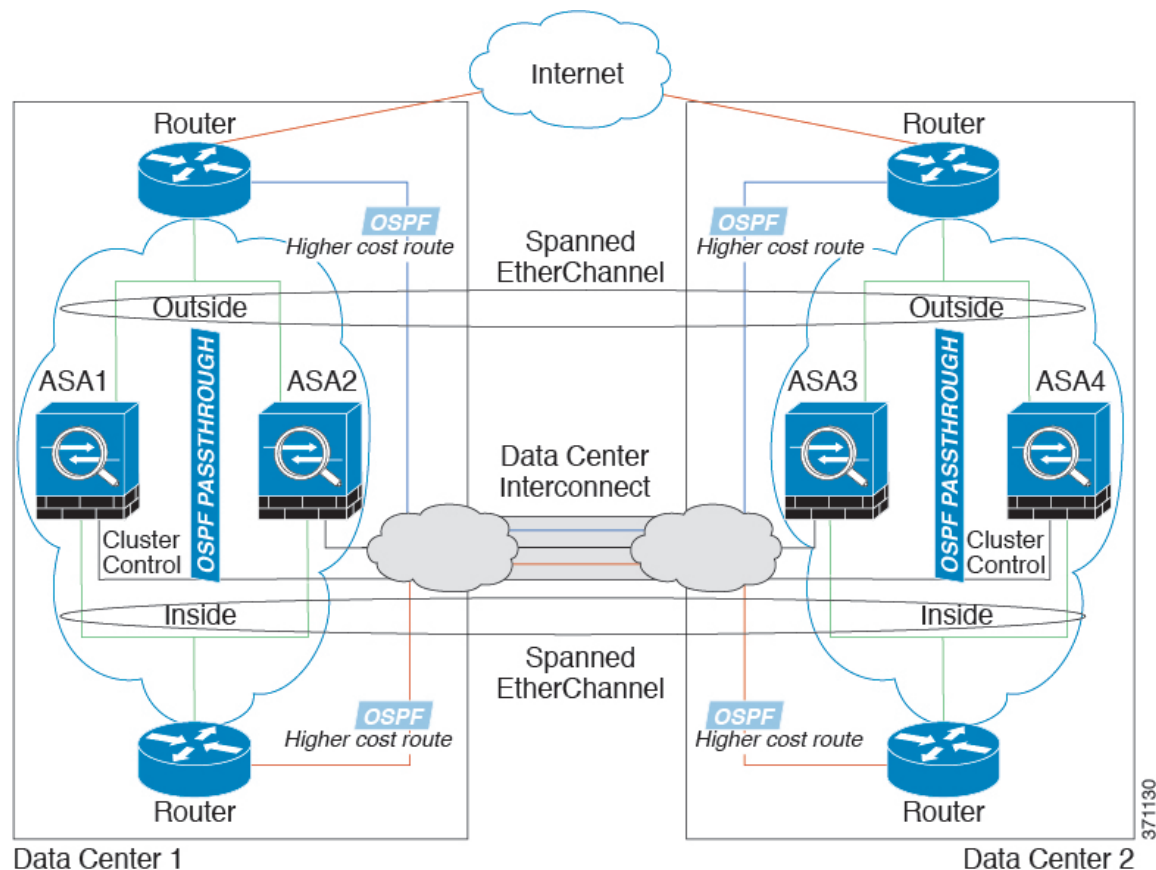 Internet
Router
Router
OSPF
Higher cost route
Spanned
EtherChannel
OSPF
Higher cost route
Outside
Outside
ASA1
OSPF PASSTHROUGH
ASA2
ASA3
OSPF PASSTHROUGH
ASA4
Data Center
Interconnect
Cluster
Control
Cluster
Control
Inside
Inside
Spanned
EtherChannel
OSPF
Higher cost route
OSPF
Higher cost route
Router
Router
371130
Data Center 1
Data Center 2